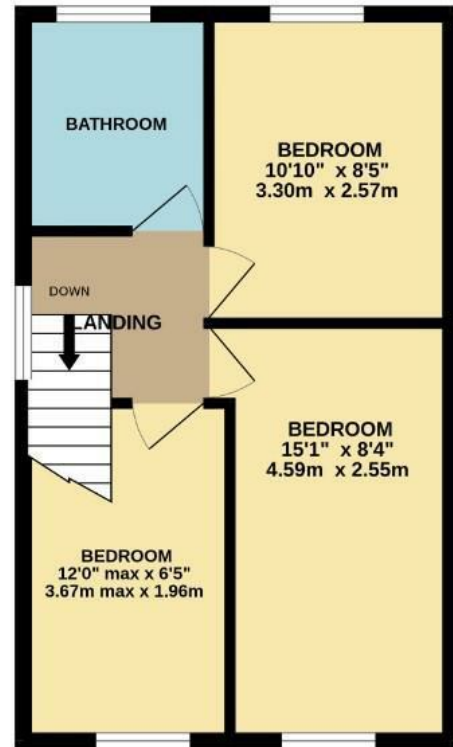 BATHROOM
BEDROOM
10'10" x 8'5"
3.30m x 2.57m
DOWN
LANDING
BEDROOM
15'1" x 8'4"
4.59m x 2.55m
BEDROOM
12'0" max x 6'5"
3.67m max x 1.96m